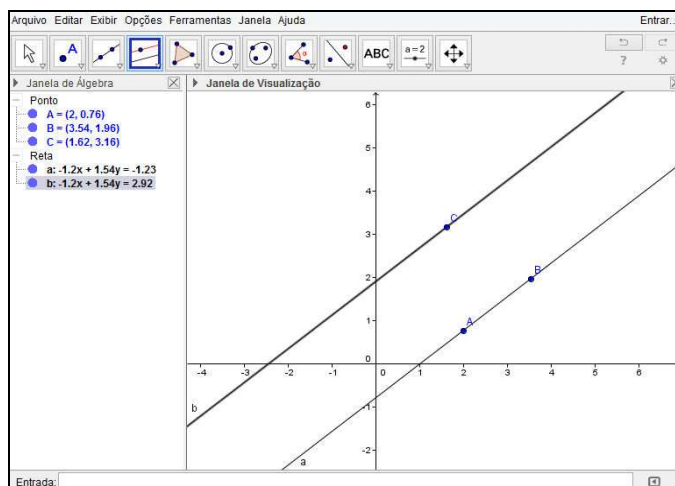 Arquivo Editar Exibir Opções Ferramentas Janela Ajuda Entrar...
A ABC a=2
?
Janela de Álgebra
Janela de Visualização
Ponto
A = (2, 0.76)
B = (3.54, 1.96)
C = (1.62, 3.16)
Reta
a: -1.2x + 1.54y = -1.23
b: -1.2x + 1.54y = 2.92
6
5
4
3
2
1
0
-1
-2
-4 -3 -2 -1 0 1 2 3 4 5 6
C
B
A
b
a
Entrada: